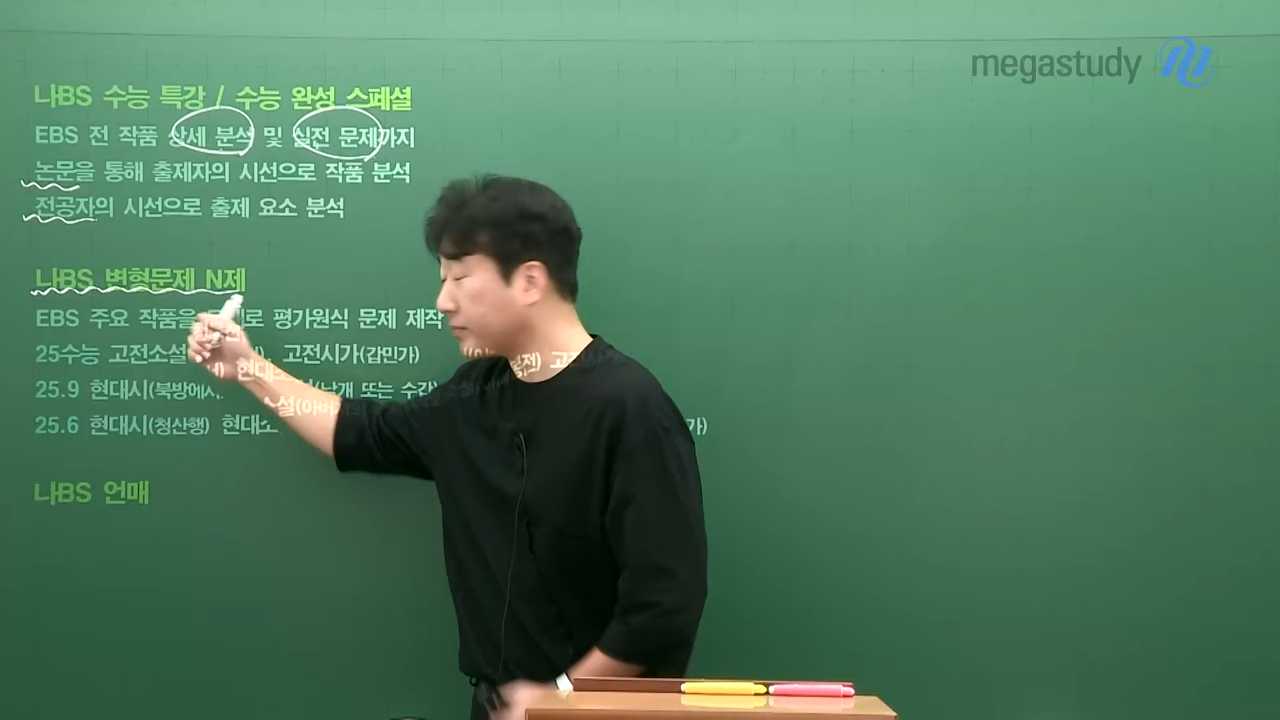 megastudy
나BS 수능 특강 / 수능 완성 스페셜
EBS 전 작품 상세 분석 및 실전 문제까지
논문을 통해 출제자의 시선으로 작품 분석
전공자의 시선으로 출제 요소 분석
나BS 변형문제 N제
EBS 주요 작품을 로 평가원식 문제 제작
25수능 고전소설 고전시가(갑민가)
25.9 현대시(북방에서 (날개 또는 수각)
25.6 현대시(청산행) 현대소 가)
나BS 언매